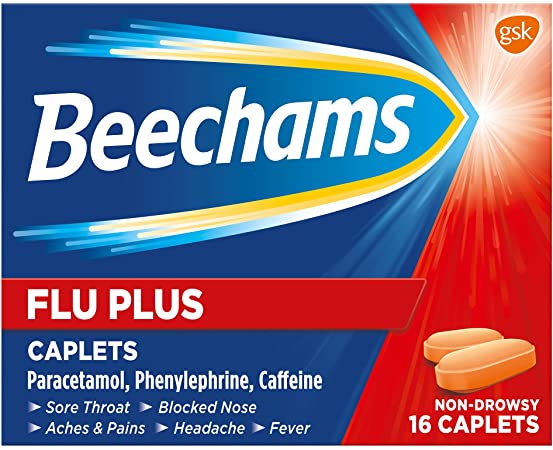 gsk
Beechams
FLU PLUS
CAPLETS
Paracetamol, Phenylephrine, Caffeine
Sore Throat Blocked Nose
Aches & Pains Headache Fever
NON-DROWSY
16 CAPLETS